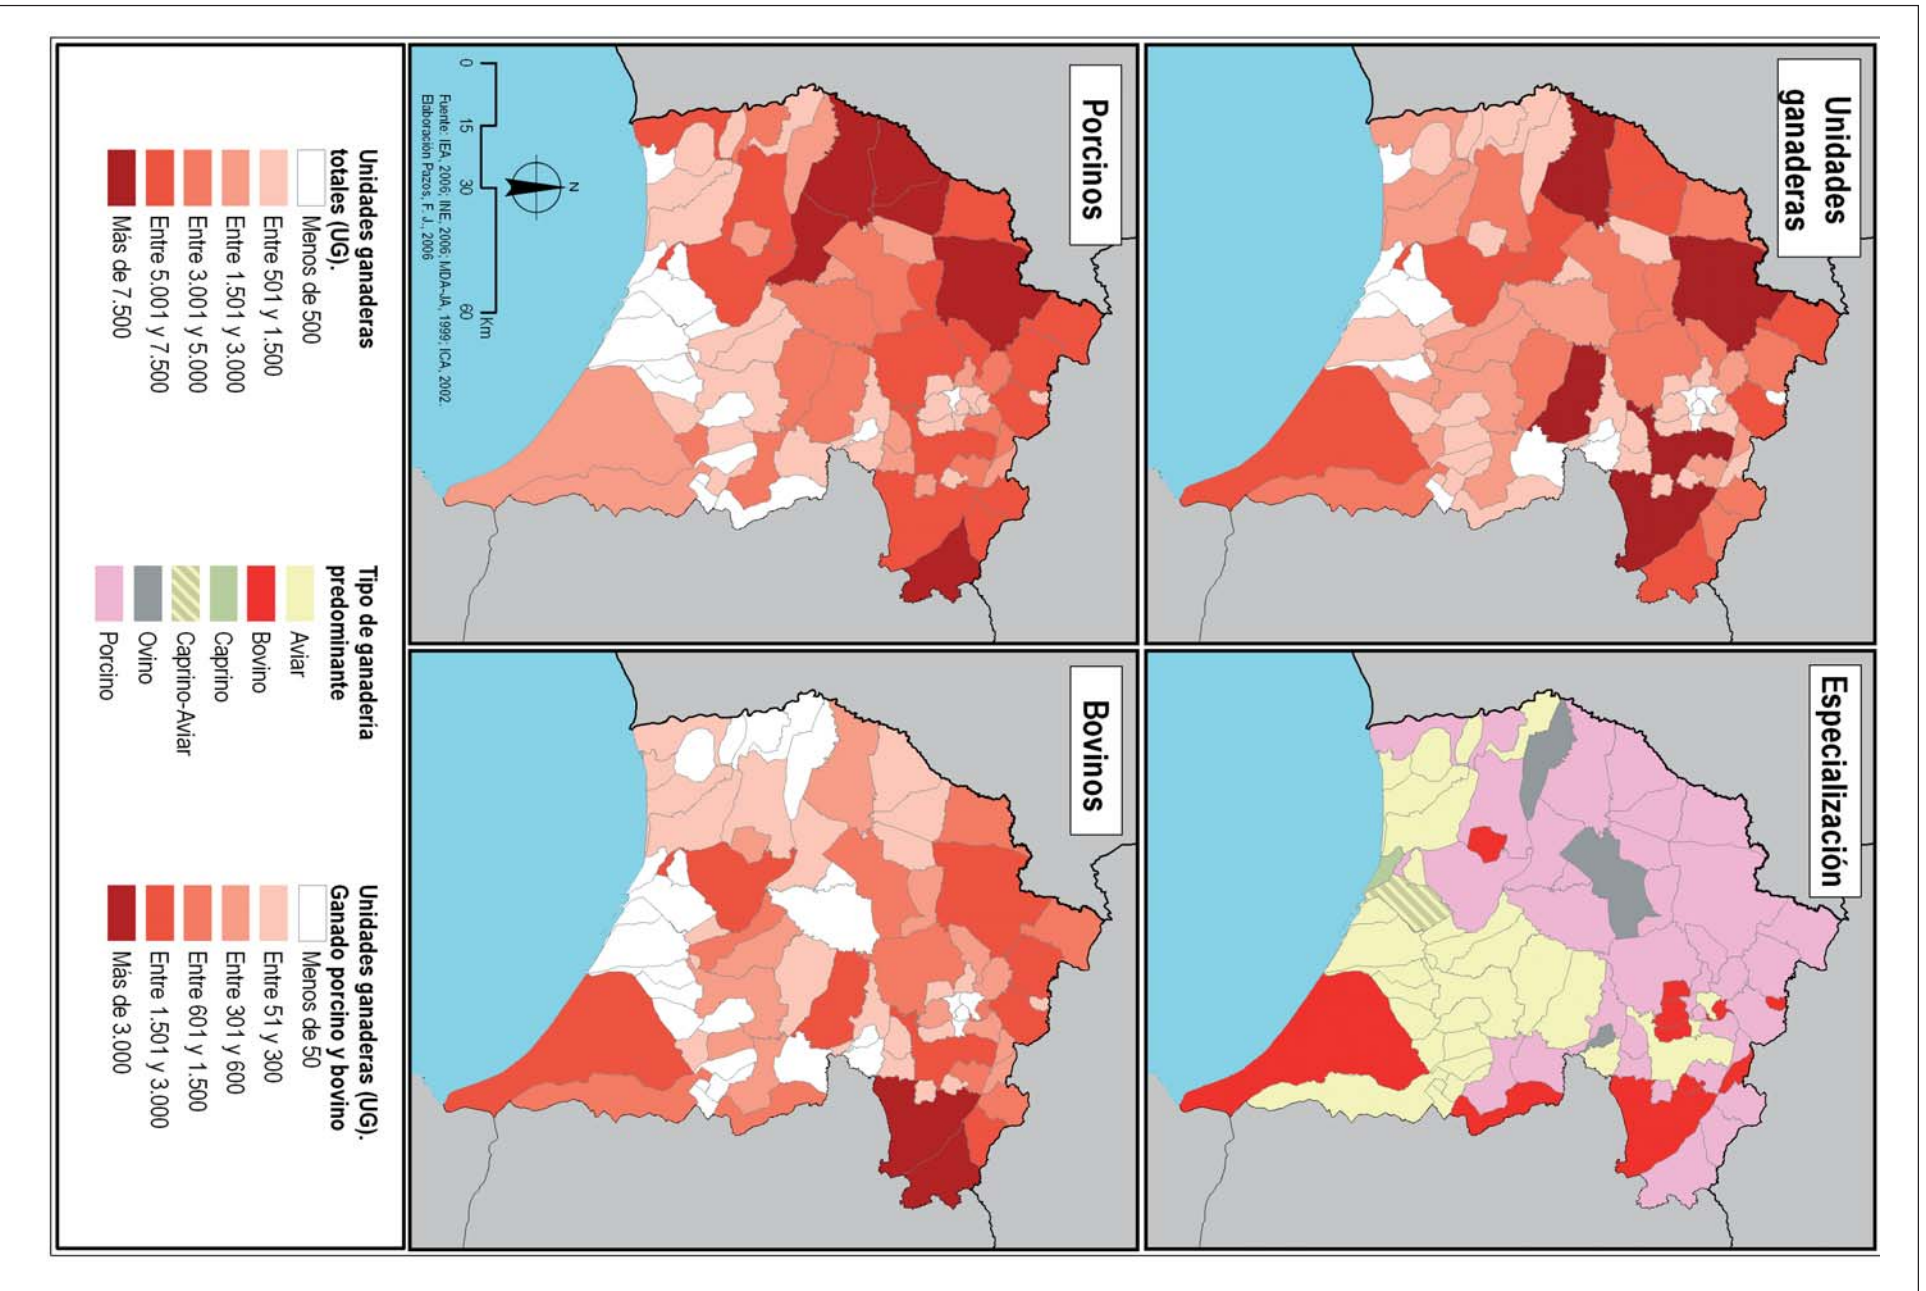 Unidades
ganaderas
Especialización
Porcinos
Bovinos
N
Km
0 15 30 60
Fuente: IEA, 2006; INE, 2006; MDA-JA, 1999; ICA, 2002.
Elaboración Pazos, F. J., 2006
Unidades ganaderas
totales (UG).
Menos de 500
Entre 501 y 1.500
Entre 1.501 y 3.000
Entre 3.001 y 5.000
Entre 5.001 y 7.500
Más de 7.500
Tipo de ganadería
predominante
Aviar
Bovino
Caprino
Caprino-Aviar
Ovino
Porcino
Unidades ganaderas (UG).
Ganado porcino y bovino
Menos de 50
Entre 51 y 300
Entre 301 y 600
Entre 601 y 1.500
Entre 1.501 y 3.000
Más de 3.000